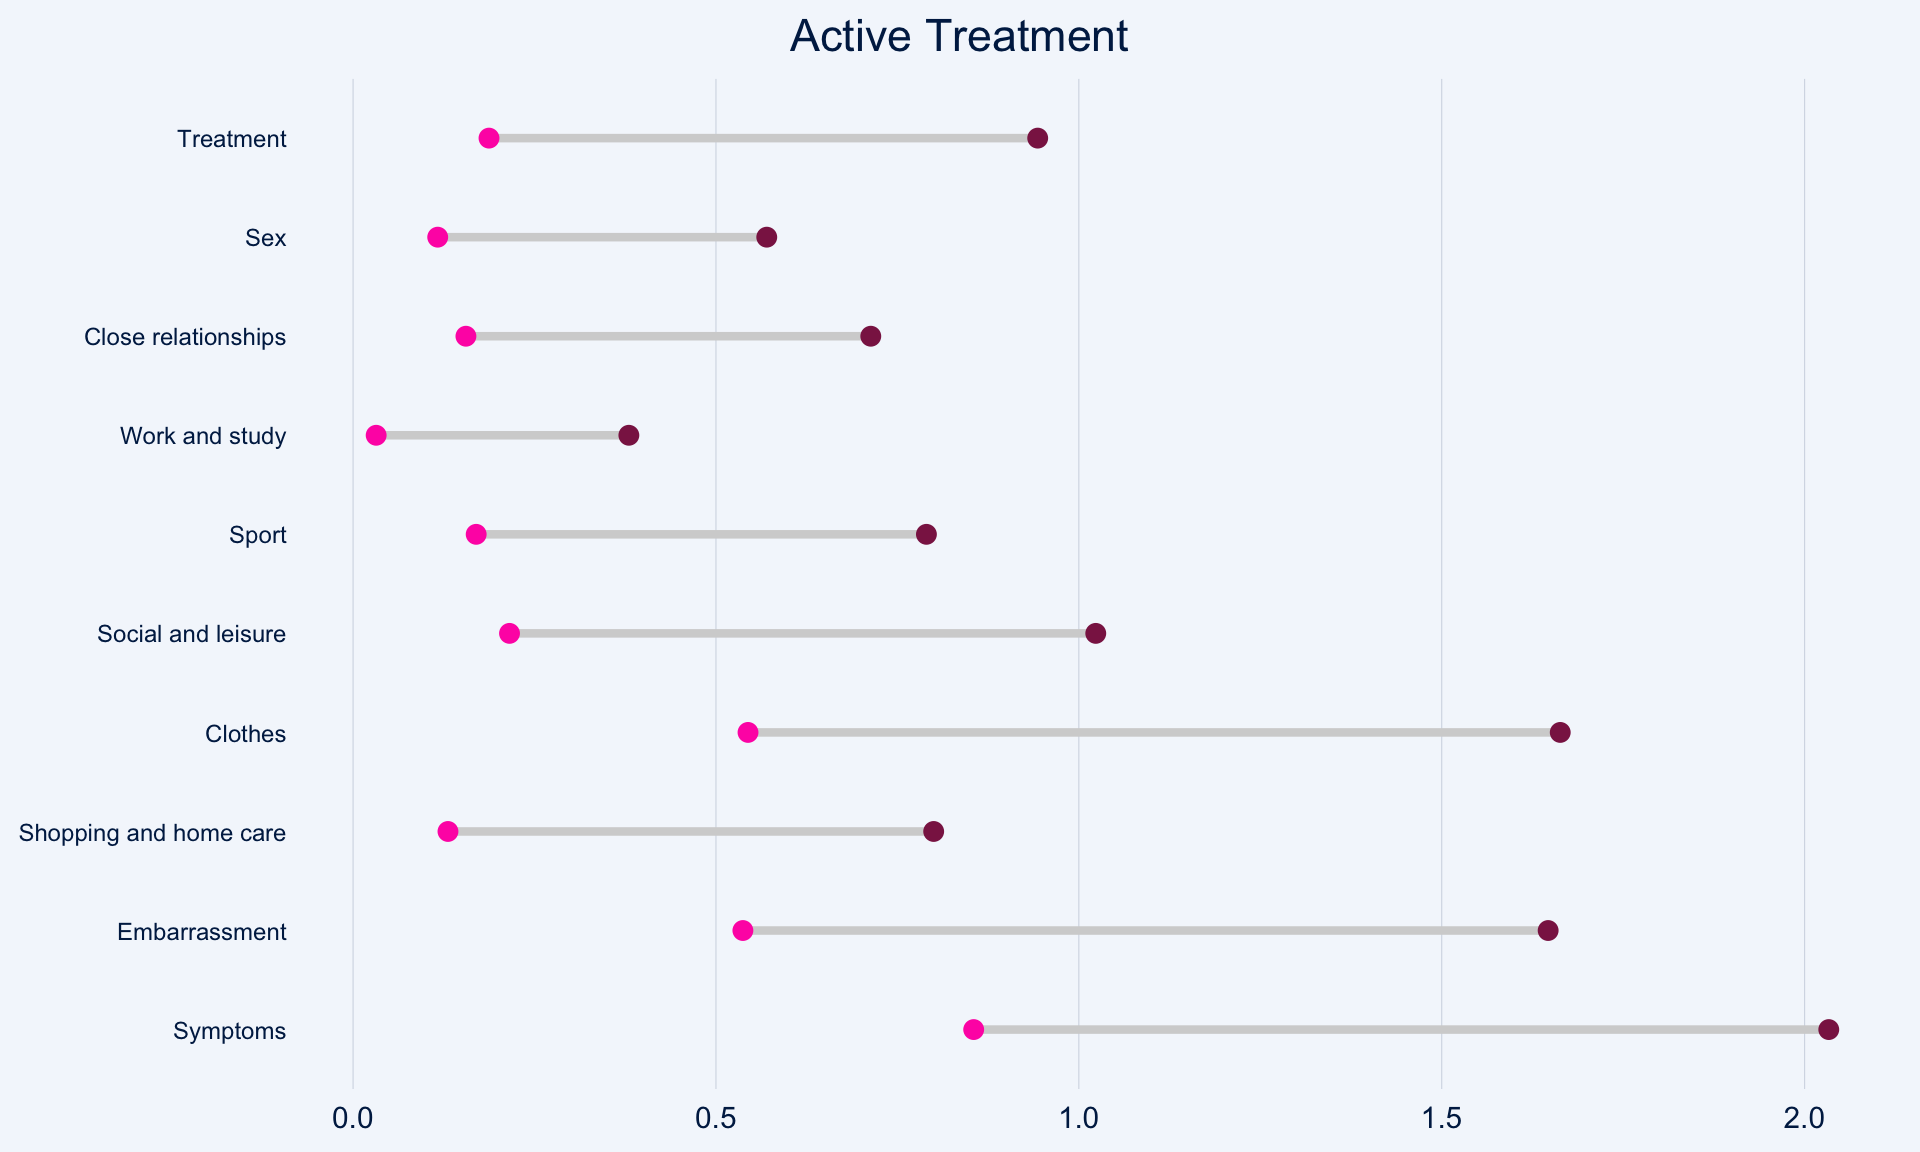 Active Treatment
Treatment
Sex
Close relationships
Work and study
Sport
Social and leisure
Clothes
Shopping and home care
Embarrassment
Symptoms
0.0 0.5 1.0 1.5 2.0